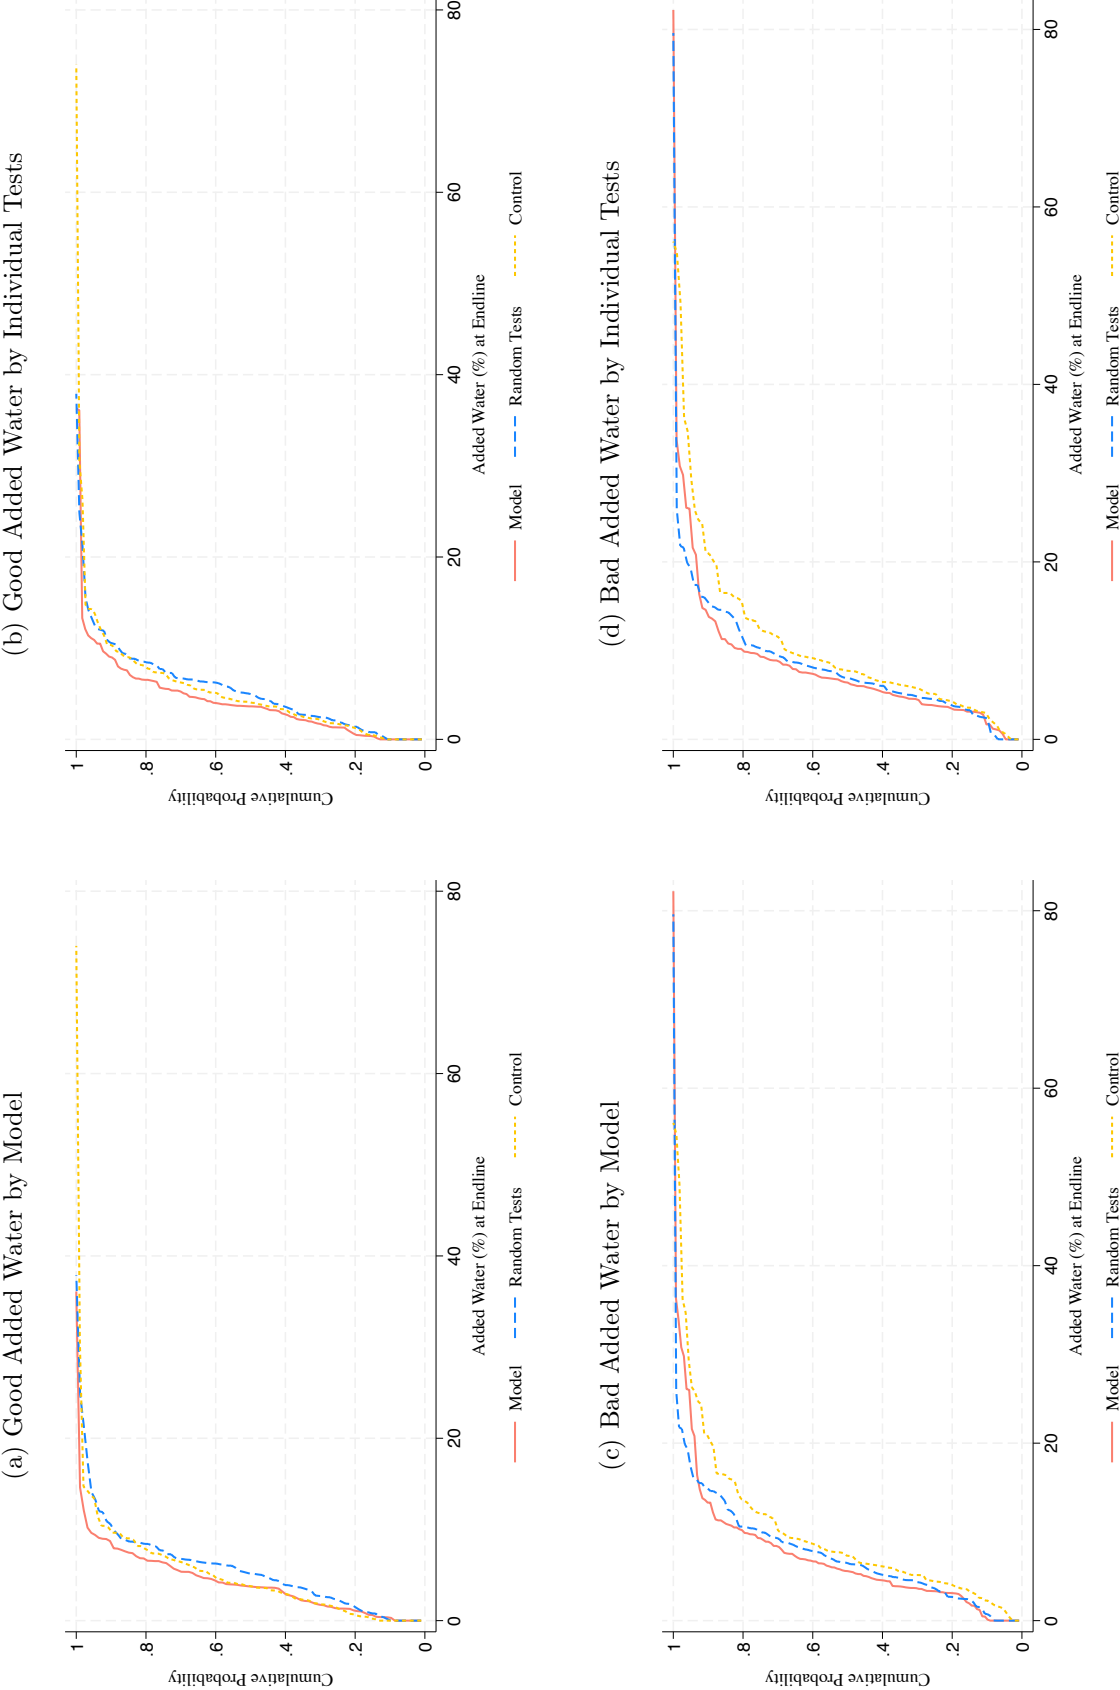 (a) Good Added Water by Model
Cumulative Probability
1
.8
.6
.4
.2
0
0 20 40 60 80
Added Water (%) at Endline
Model Random Tests Control
(b) Good Added Water by Individual Tests
Cumulative Probability
1
.8
.6
.4
.2
0
0 20 40 60 80
Added Water (%) at Endline
Model Random Tests Control
(c) Bad Added Water by Model
Cumulative Probability
1
.8
.6
.4
.2
0
0 20 40 60 80
Added Water (%) at Endline
Model Random Tests Control
(d) Bad Added Water by Individual Tests
Cumulative Probability
1
.8
.6
.4
.2
0
0 20 40 60 80
Added Water (%) at Endline
Model Random Tests Control